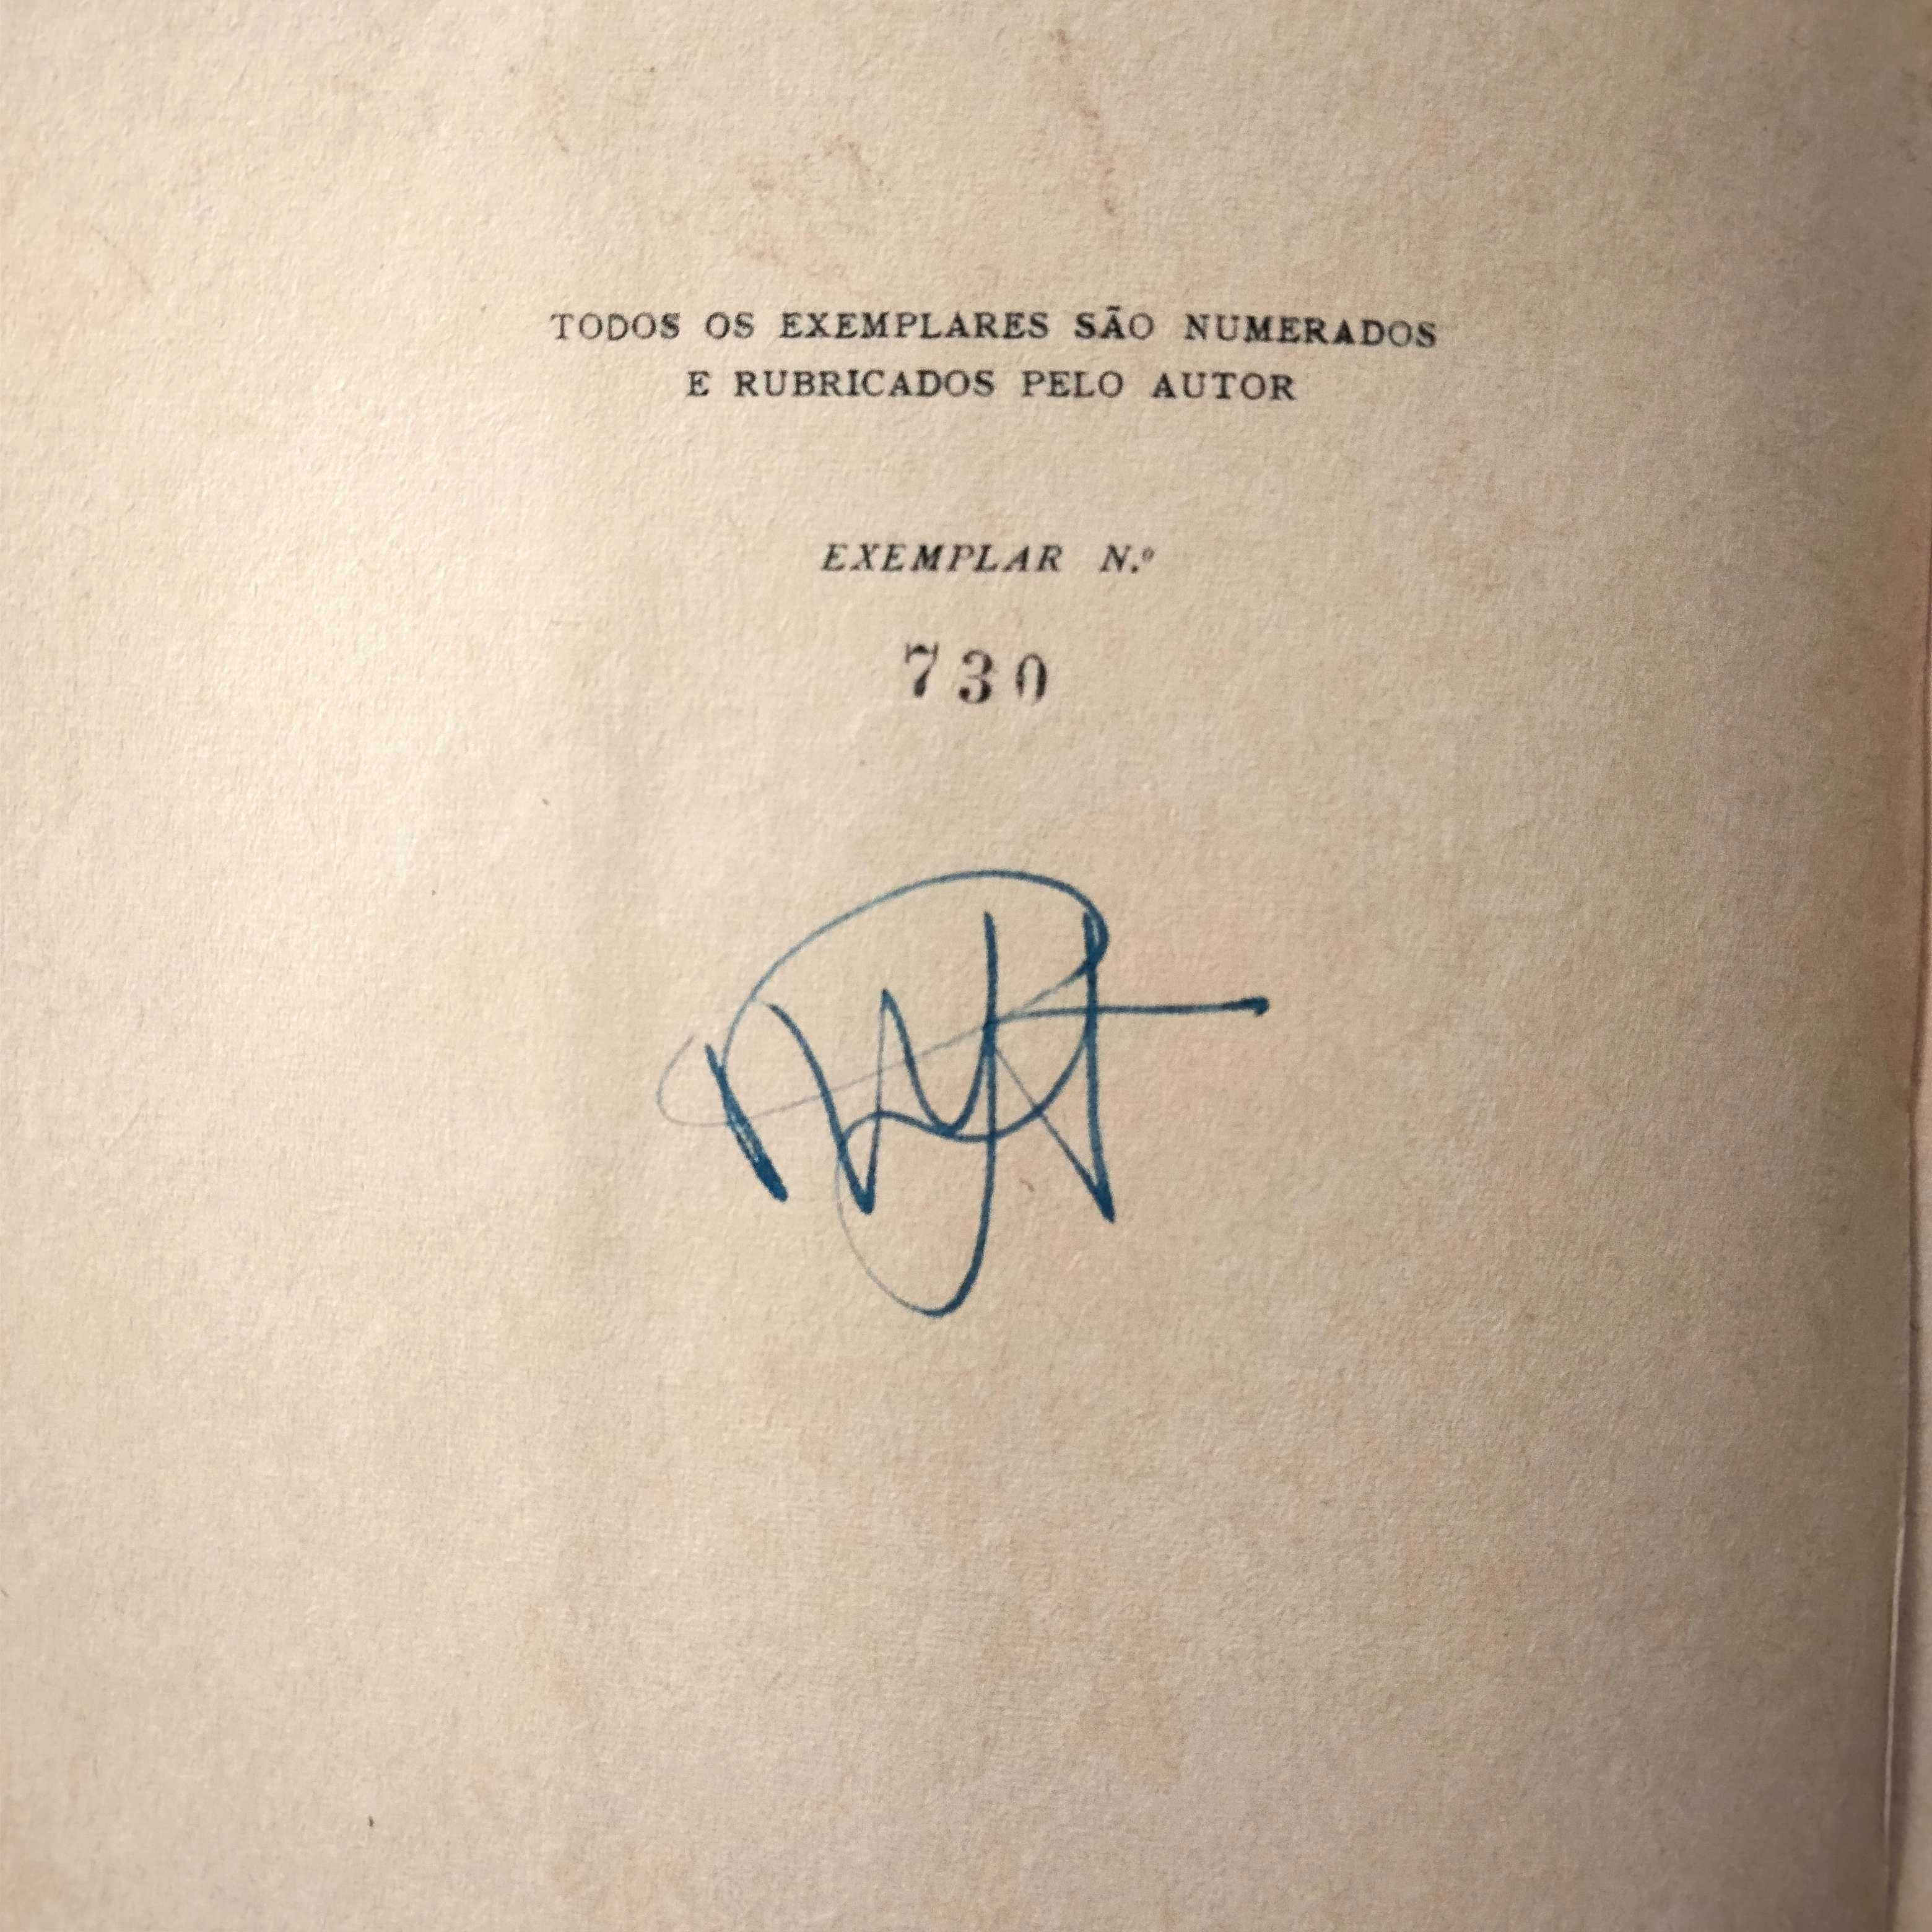 TODOS OS EXEMPLARES SÃO NUMERADOS
E RUBRICADOS PELO AUTOR
EXEMPLAR N.º
730